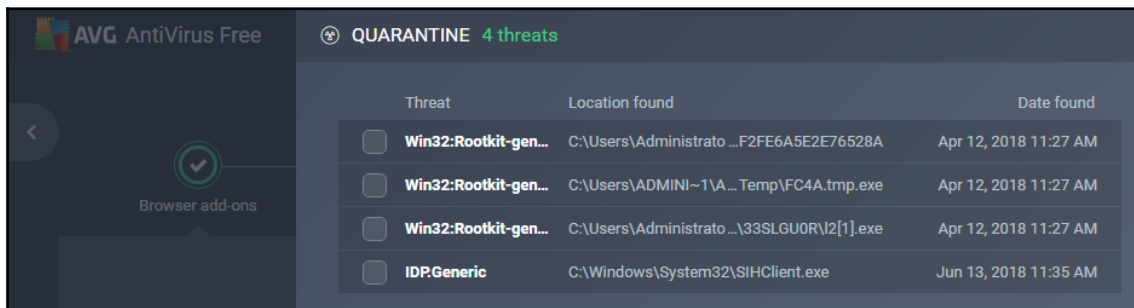 AVG AntiVirus Free
QUARANTINE 4 threats
Threat Location found Date found
Win32:Rootkit-gen... C:\Users\Administrato ...F2FE6A5E2E76528A Apr 12, 2018 11:27 AM
Win32:Rootkit-gen... C:\Users\ADMINI~1\A... Temp\FC4A.tmp.exe Apr 12, 2018 11:27 AM
Win32:Rootkit-gen... C:\Users\Administrato ...\33SLGU0R\l2[1].exe Apr 12, 2018 11:27 AM
IDP.Generic C:\Windows\System32\SIHClient.exe Jun 13, 2018 11:35 AM
Browser add-ons